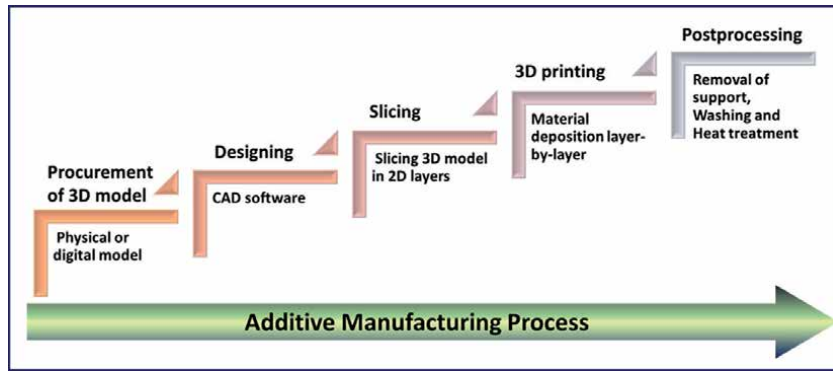 Procurement
of 3D model
Physical or
digital model
Designing
CAD software
Slicing
Slicing 3D model
in 2D layers
3D printing
Material
deposition layer-
by-layer
Postprocessing
Removal of
support,
Washing and
Heat treatment
Additive Manufacturing Process